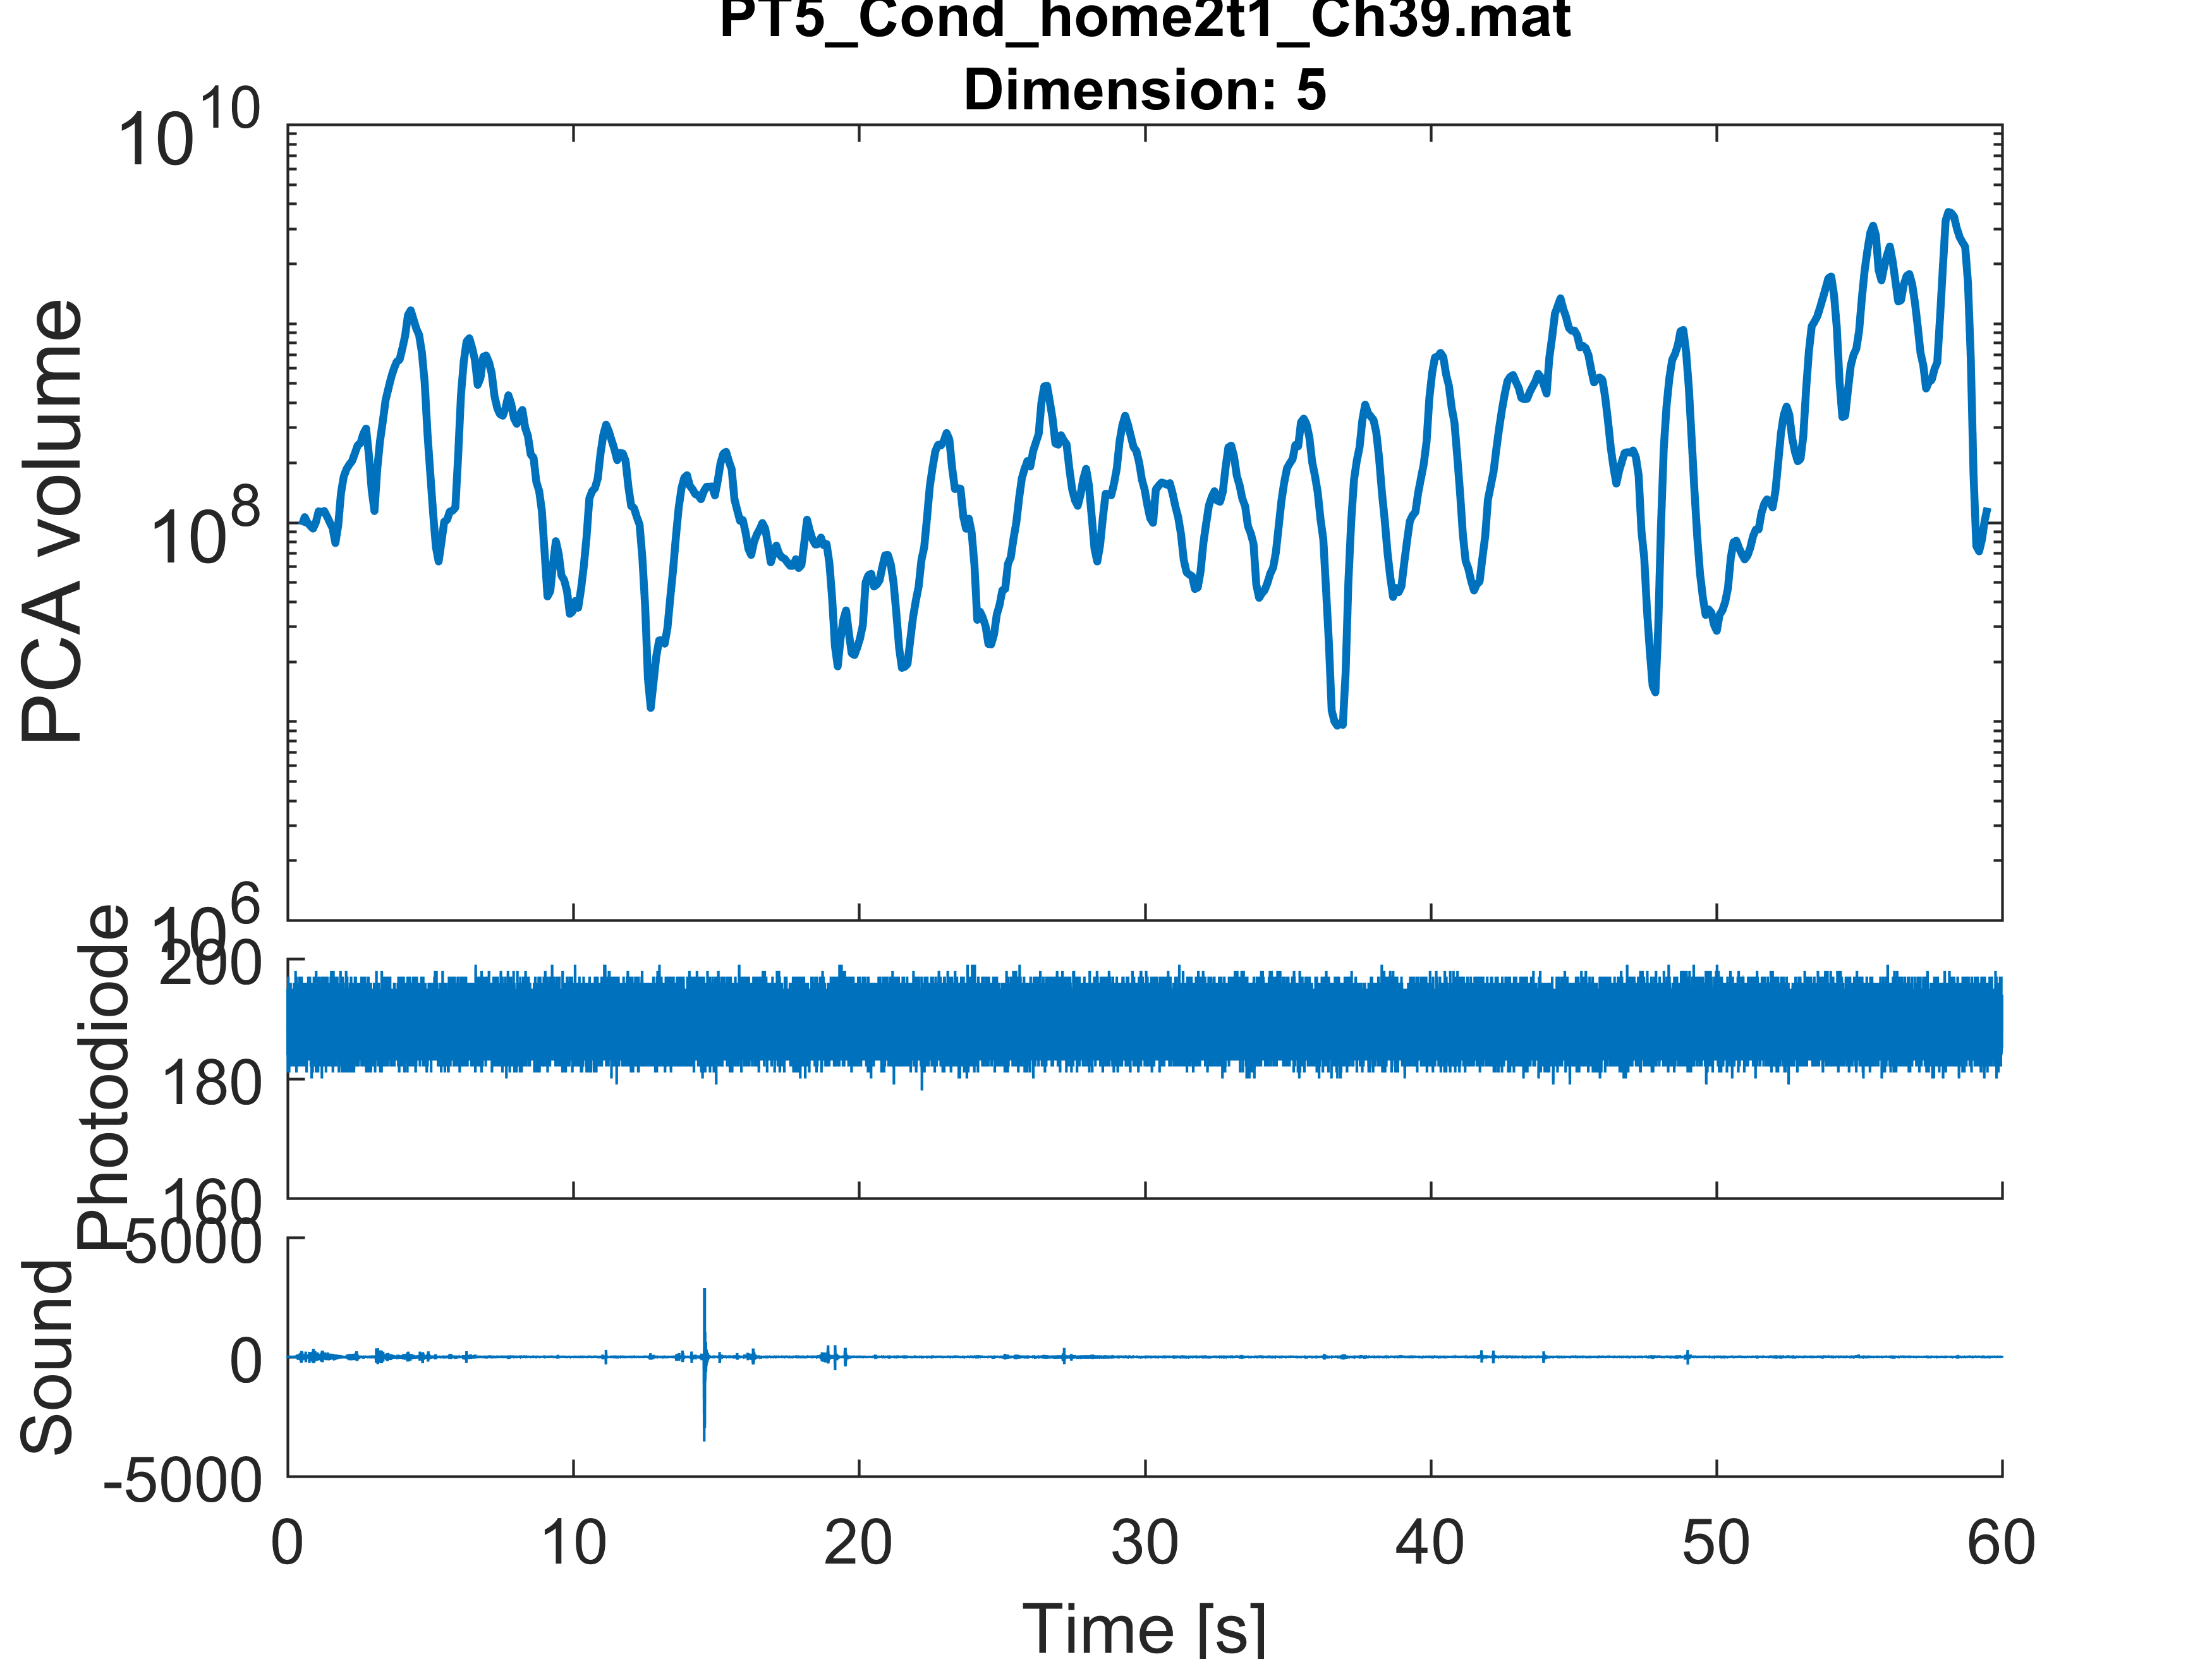 PT5_Cond_home2t1_Ch39.mat
Dimension: 5
PCA volume
10^10
10^8
10^6
Photodiode
200
180
160
Sound
5000
0
-5000
0 10 20 30 40 50 60
Time [s]